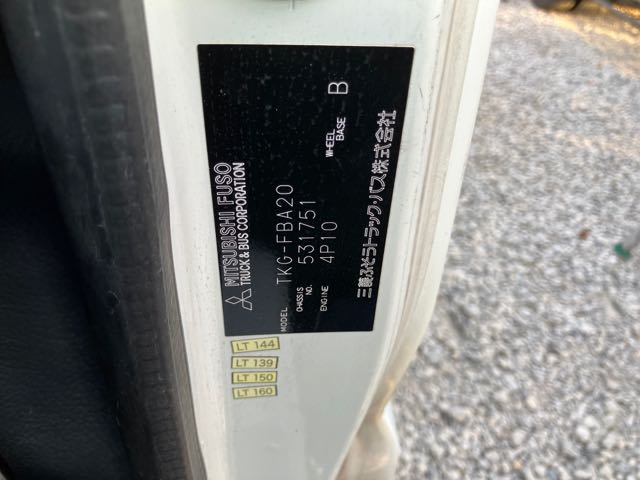 MITSUBISHI FUSO
TRUCK & BUS CORPORATION
MODEL TKG-FBA20
CHASSIS NO. 531751
ENGINE 4P10 WHEEL BASE B
三菱ふそうトラック・バス株式会社
LT 144
LT 139
LT 150
LT 160